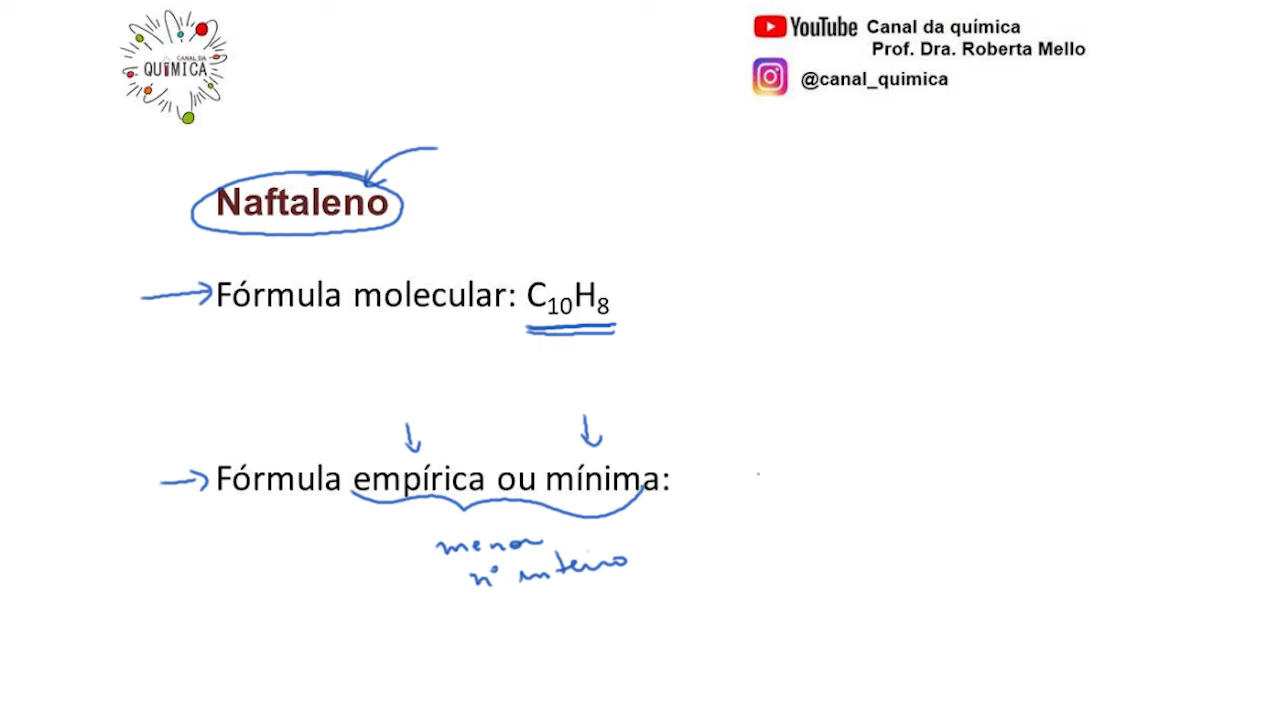 CANAL DA
QUÍMICA
YouTube Canal da química
Prof. Dra. Roberta Mello
@canal_quimica
Naftaleno
Fórmula molecular: C₁₀H₈
Fórmula empírica ou mínima:
menor
nº inteiro